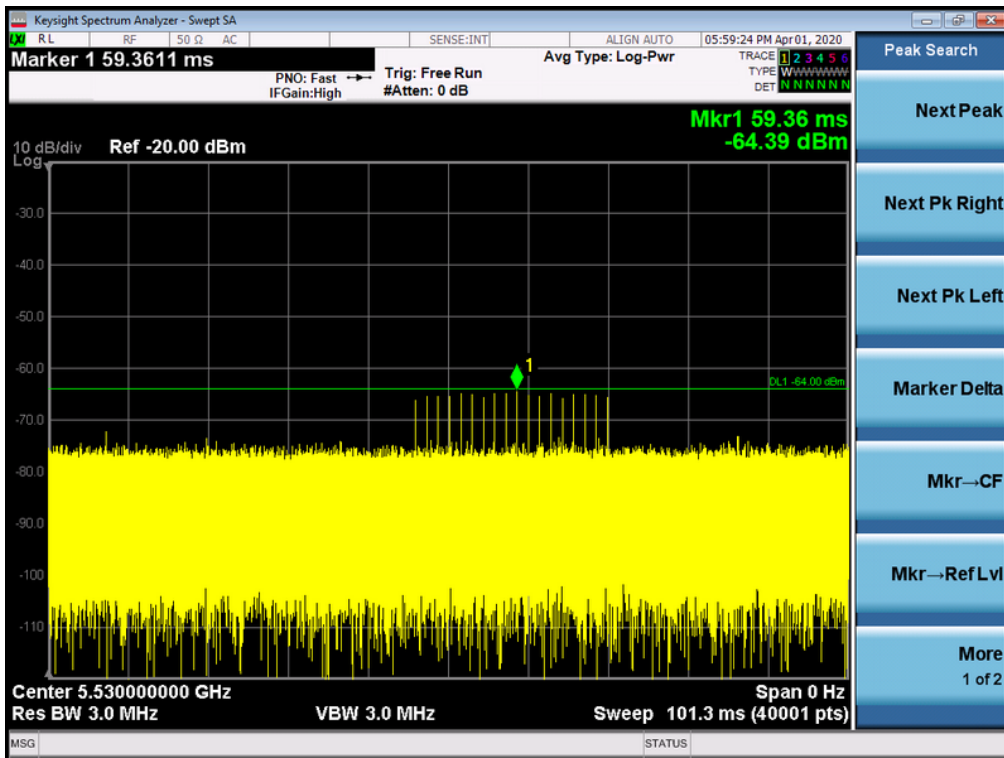 Keysight Spectrum Analyzer - Swept SA
LXI RL RF 50 Ω AC SENSE:INT ALIGN AUTO 05:59:24 PM Apr 01, 2020
Marker 1 59.3611 ms
PNO: Fast
IFGain:High
Trig: Free Run
#Atten: 0 dB
Avg Type: Log-Pwr
TRACE 1 2 3 4 5 6
TYPE W
DET N N N N N N
Mkr1 59.36 ms
-64.39 dBm
10 dB/div
Log
Ref -20.00 dBm
-30.0
-40.0
-50.0
-60.0
1
DL1 -64.00 dBm
-70.0
-80.0
-90.0
-100
-110
Center 5.530000000 GHz
Span 0 Hz
Res BW 3.0 MHz
VBW 3.0 MHz
Sweep 101.3 ms (40001 pts)
MSG
STATUS
Peak Search
Next Peak
Next Pk Right
Next Pk Left
Marker Delta
Mkr→CF
Mkr→Ref Lvl
More
1 of 2